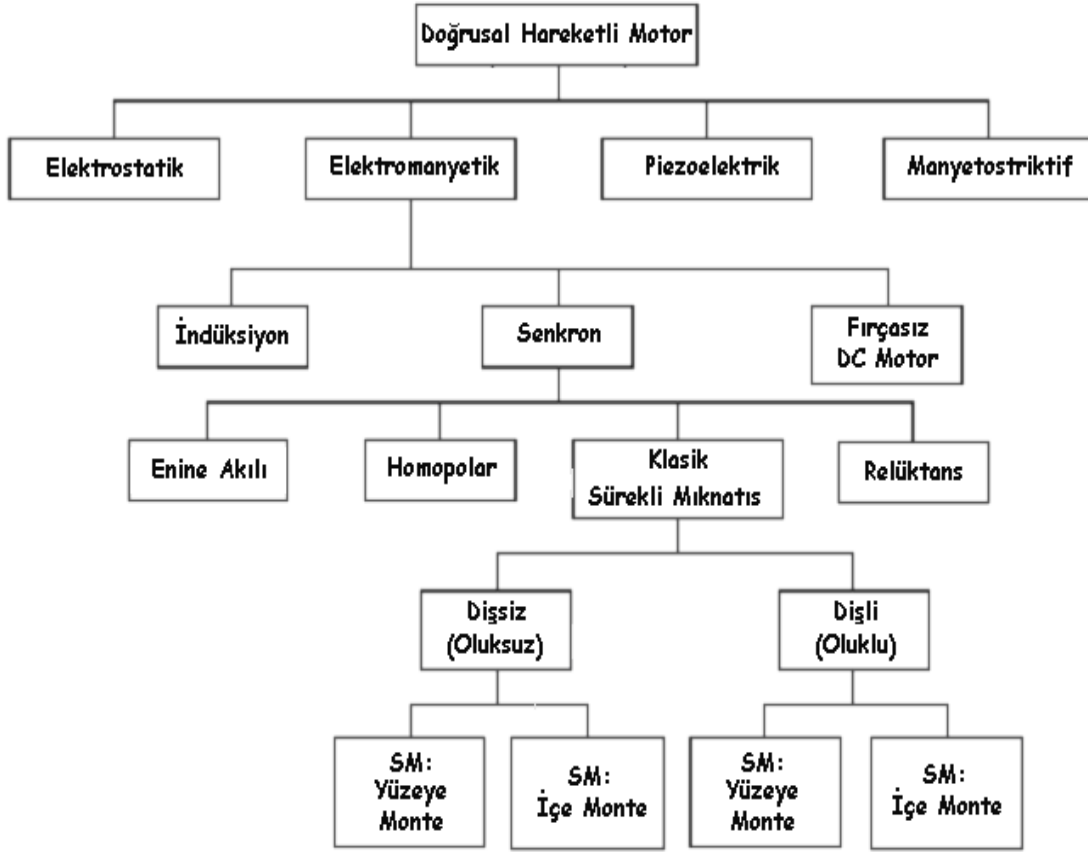 Doğrusal Hareketli Motor
Elektrostatik
Elektromanyetik
Piezoelektrik
Manyetostriktif
İndüksiyon
Senkron
Fırçasız
DC Motor
Enine Akılı
Homopolar
Klasik
Sürekli Mıknatıs
Relüktans
Dişsiz
(Oluksuz)
Dişli
(Oluklu)
SM:
Yüzeye
Monte
SM:
İçe Monte
SM:
Yüzeye
Monte
SM:
İçe Monte